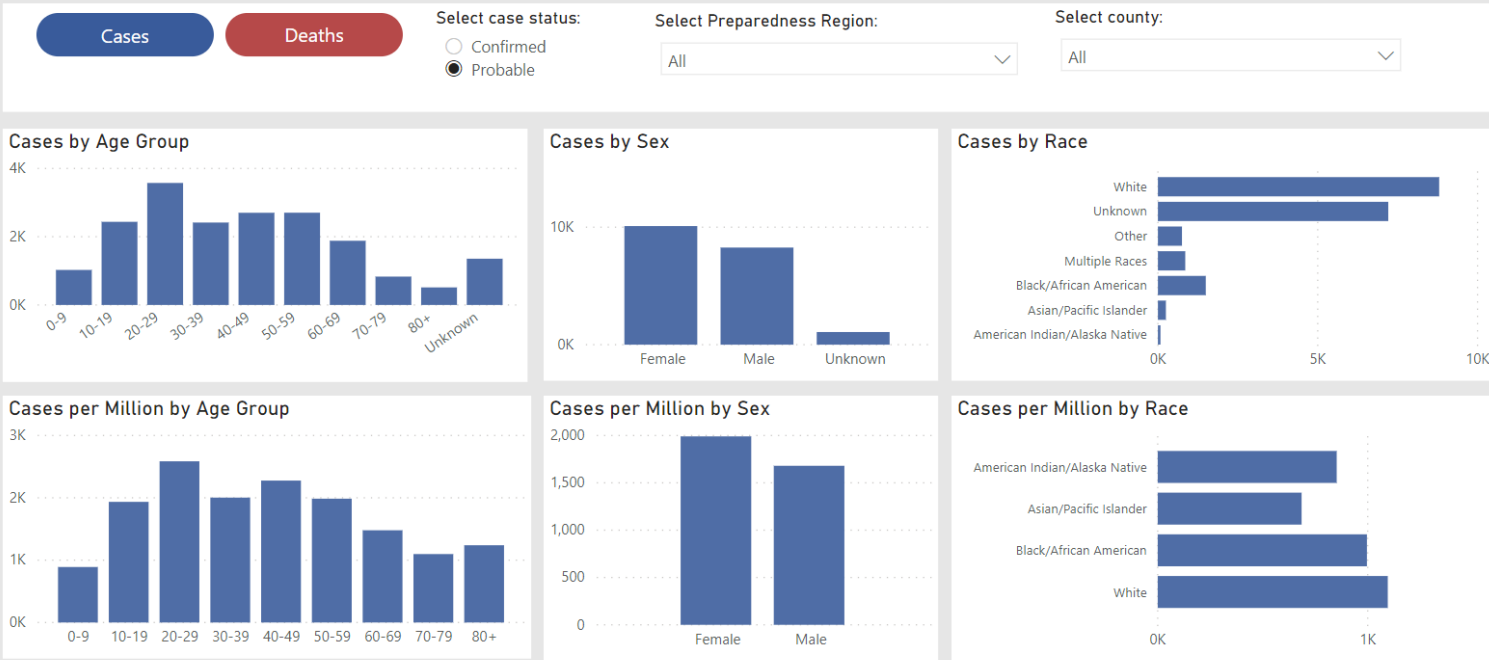 Cases
Deaths
Select case status:
Confirmed
Probable
Select Preparedness Region:
All
Select county:
All
Cases by Age Group
4K
2K
0K
0-9
10-19
20-29
30-39
40-49
50-59
60-69
70-79
80+
Unknown
Cases by Sex
10K
0K
Female
Male
Unknown
Cases by Race
White
Unknown
Other
Multiple Races
Black/African American
Asian/Pacific Islander
American Indian/Alaska Native
0K
5K
10K
Cases per Million by Age Group
3K
2K
1K
0K
0-9
10-19
20-29
30-39
40-49
50-59
60-69
70-79
80+
Cases per Million by Sex
2,000
1,500
1,000
500
0
Female
Male
Cases per Million by Race
American Indian/Alaska Native
Asian/Pacific Islander
Black/African American
White
0K
1K